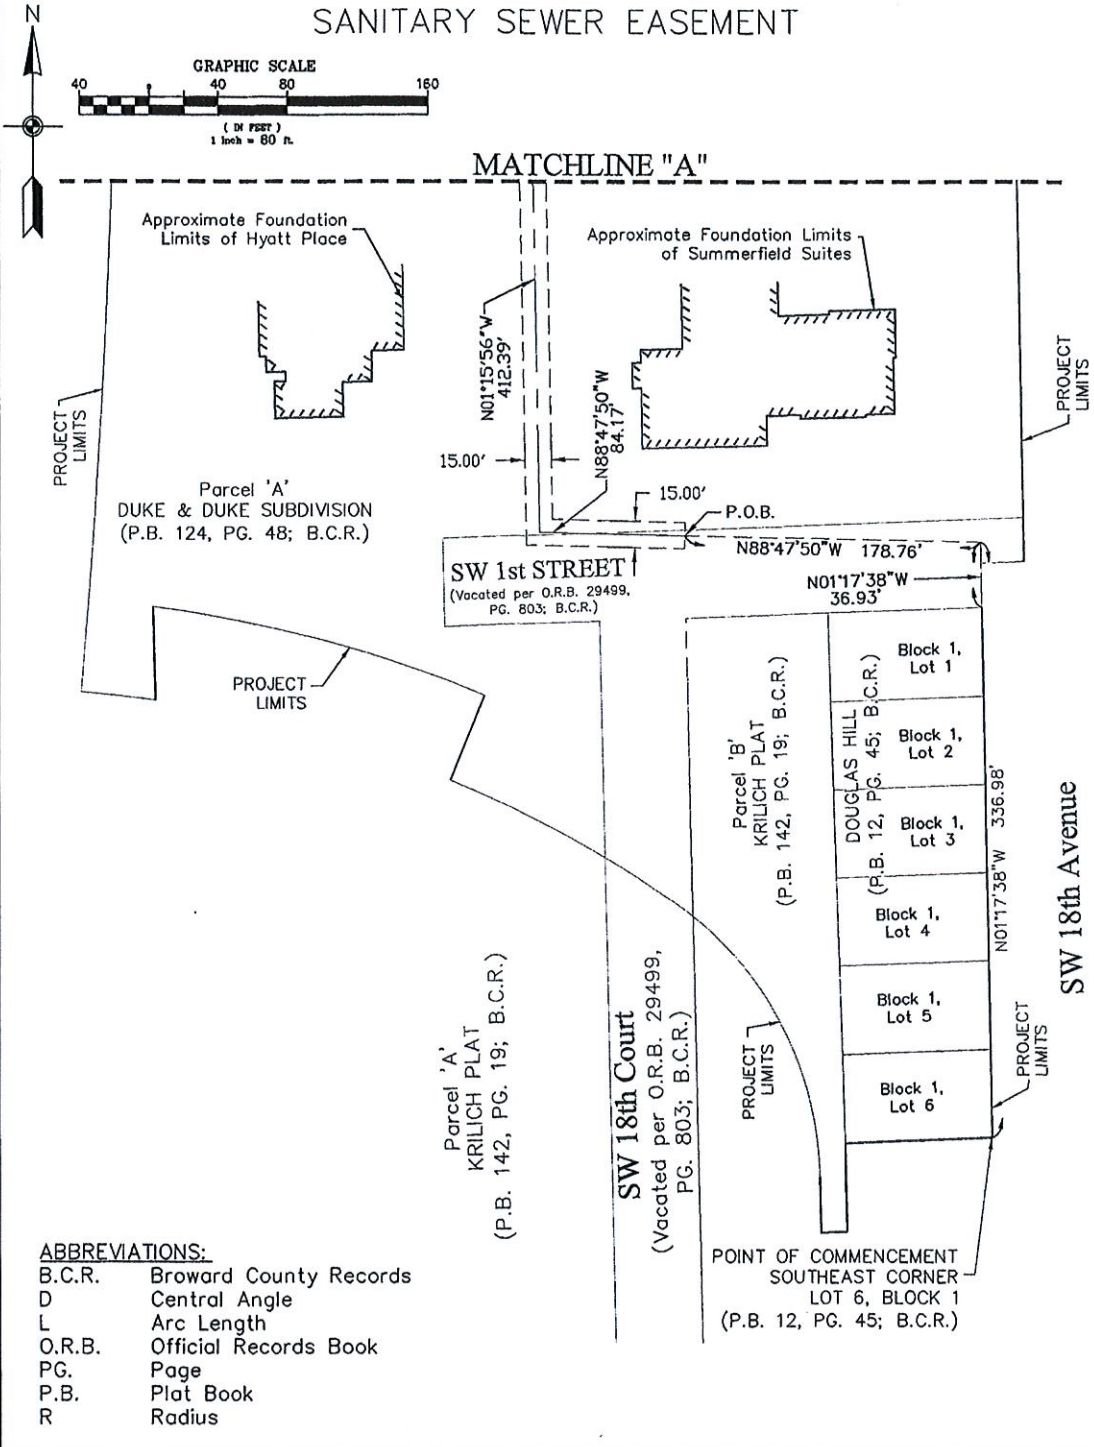 N
SANITARY SEWER EASEMENT
GRAPHIC SCALE
40 0 40 80 160
( IN FEET )
1 inch = 80 ft.
MATCHLINE "A"
Approximate Foundation
Limits of Hyatt Place
Approximate Foundation Limits
of Summerfield Suites
N01°15'56"W
412.39'
N88°47'50"W
84.17'
PROJECT
LIMITS
PROJECT
LIMITS
15.00'
15.00'
P.O.B.
Parcel 'A'
DUKE & DUKE SUBDIVISION
(P.B. 124, PG. 48; B.C.R.)
N88°47'50"W 178.76'
SW 1st STREET
(Vacated per O.R.B. 29499,
PG. 803; B.C.R.)
N01°17'38"W
36.93'
PROJECT
LIMITS
Block 1,
Lot 1
Block 1,
Lot 2
Block 1,
Lot 3
Block 1,
Lot 4
Block 1,
Lot 5
Block 1,
Lot 6
Parcel 'B'
KRILICH PLAT
(P.B. 142, PG. 19; B.C.R.)
DOUGLAS HILL
(P.B. 12, PG. 45; B.C.R.)
N01°17'38"W 336.98'
SW 18th Avenue
Parcel 'A'
KRILICH PLAT
(P.B. 142, PG. 19; B.C.R.)
SW 18th Court
(Vacated per O.R.B. 29499,
PG. 803; B.C.R.)
PROJECT
LIMITS
PROJECT
LIMITS
POINT OF COMMENCEMENT
SOUTHEAST CORNER
LOT 6, BLOCK 1
(P.B. 12, PG. 45; B.C.R.)
ABBREVIATIONS:
B.C.R. Broward County Records
D Central Angle
L Arc Length
O.R.B. Official Records Book
PG. Page
P.B. Plat Book
R Radius